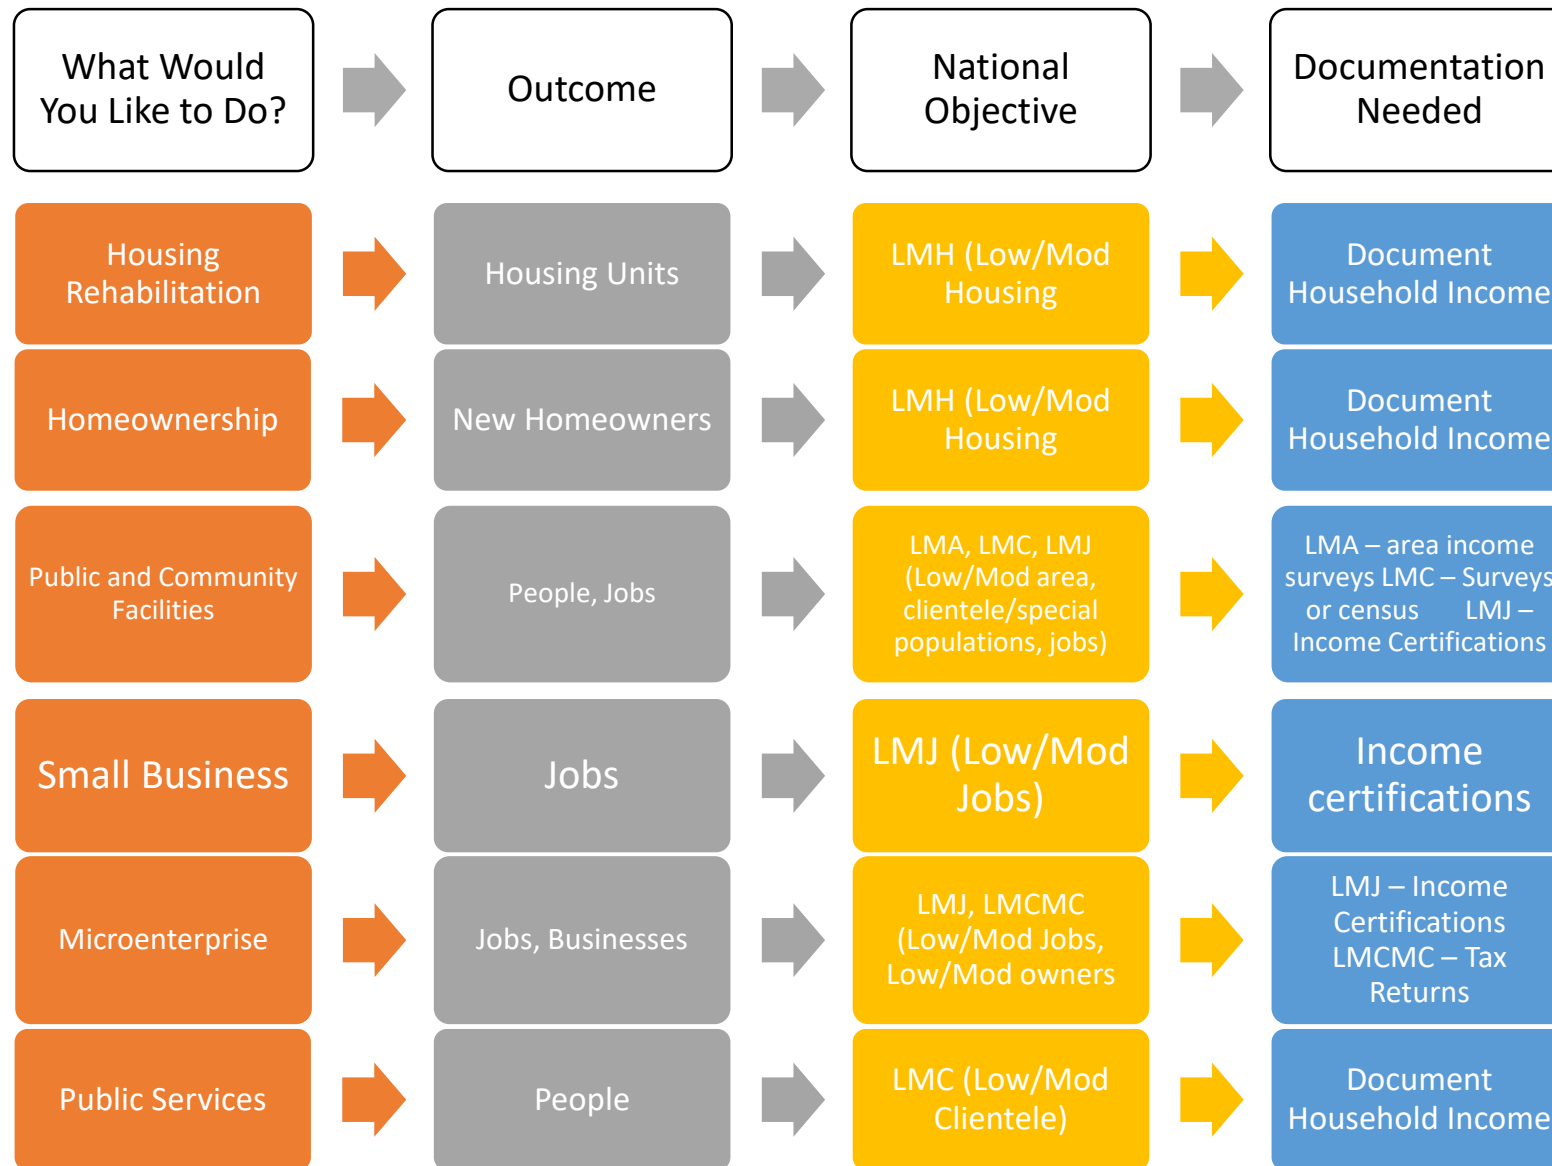 What Would
You Like to Do?
Outcome
National
Objective
Documentation
Needed
Housing
Rehabilitation
Housing Units
LMH (Low/Mod
Housing
Document
Household Income
Homeownership
New Homeowners
LMH (Low/Mod
Housing
Document
Household Income
Public and Community
Facilities
People, Jobs
LMA, LMC, LMJ
(Low/Mod area,
clientele/special
populations, jobs)
LMA – area income
surveys LMC – Surveys
or census LMJ –
Income Certifications
Small Business
Jobs
LMJ (Low/Mod
Jobs)
Income
certifications
Microenterprise
Jobs, Businesses
LMJ, LMCMC
(Low/Mod Jobs,
Low/Mod owners
LMJ – Income
Certifications
LMCMC – Tax
Returns
Public Services
People
LMC (Low/Mod
Clientele)
Document
Household Income